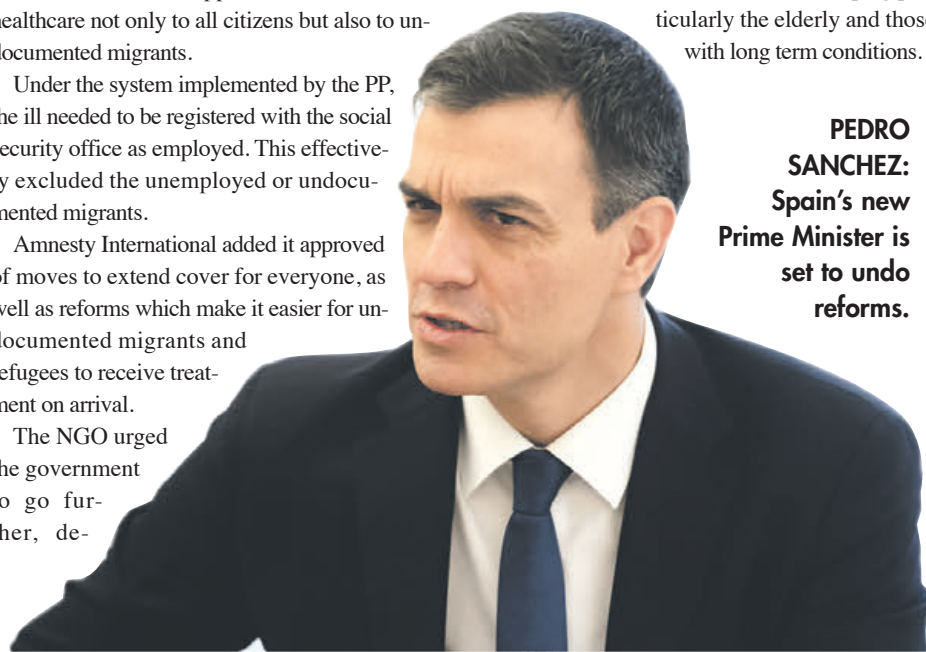 healthcare not only to all citizens but also to un-
documented migrants.
Under the system implemented by the PP,
the ill needed to be registered with the social
security office as employed. This effective-
ly excluded the unemployed or undocu-
mented migrants.
Amnesty International added it approved
of moves to extend cover for everyone, as
well as reforms which make it easier for un-
documented migrants and
refugees to receive treat-
ment on arrival.
The NGO urged
the government
to go fur-
ther, de-
ticularly the elderly and those
with long term conditions.
PEDRO
SANCHEZ:
Spain's new
Prime Minister is
set to undo
reforms.